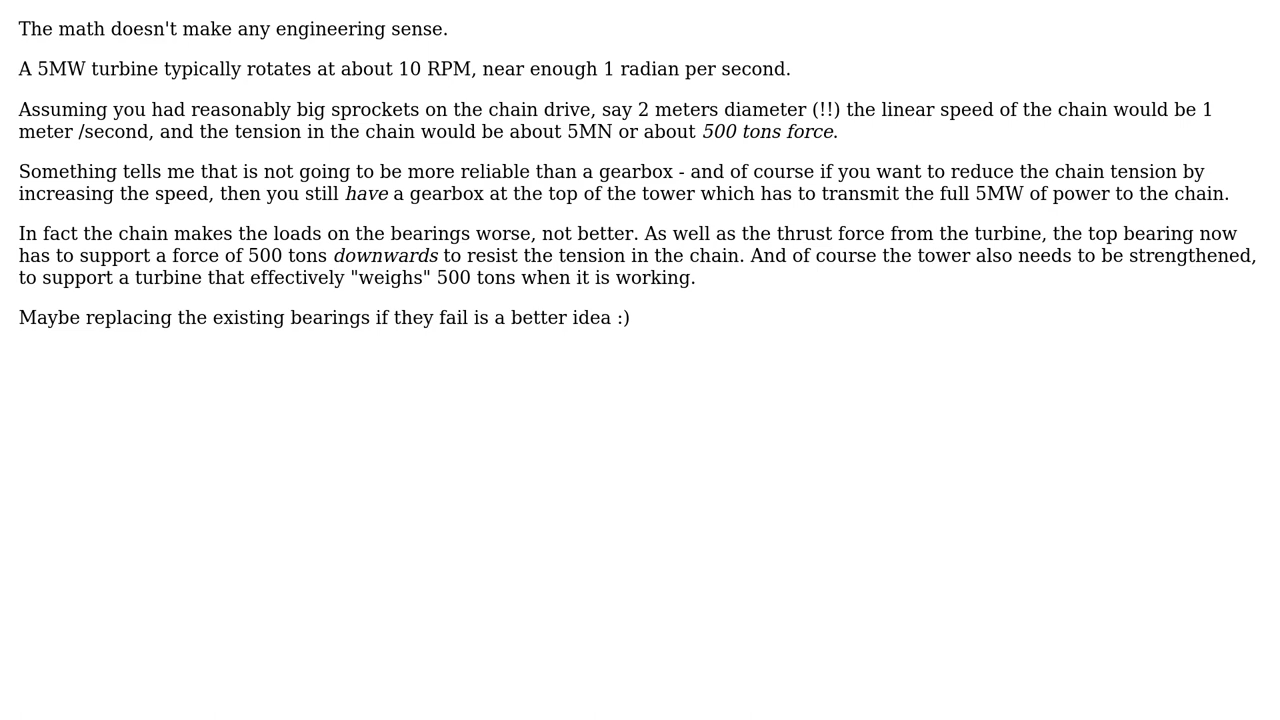 The math doesn't make any engineering sense.
A 5MW turbine typically rotates at about 10 RPM, near enough 1 radian per second.
Assuming you had reasonably big sprockets on the chain drive, say 2 meters diameter (!!) the linear speed of the chain would be 1
meter /second, and the tension in the chain would be about 5MN or about 500 tons force.
Something tells me that is not going to be more reliable than a gearbox - and of course if you want to reduce the chain tension by
increasing the speed, then you still have a gearbox at the top of the tower which has to transmit the full 5MW of power to the chain.
In fact the chain makes the loads on the bearings worse, not better. As well as the thrust force from the turbine, the top bearing now
has to support a force of 500 tons downwards to resist the tension in the chain. And of course the tower also needs to be strengthened,
to support a turbine that effectively "weighs" 500 tons when it is working.
Maybe replacing the existing bearings if they fail is a better idea :)